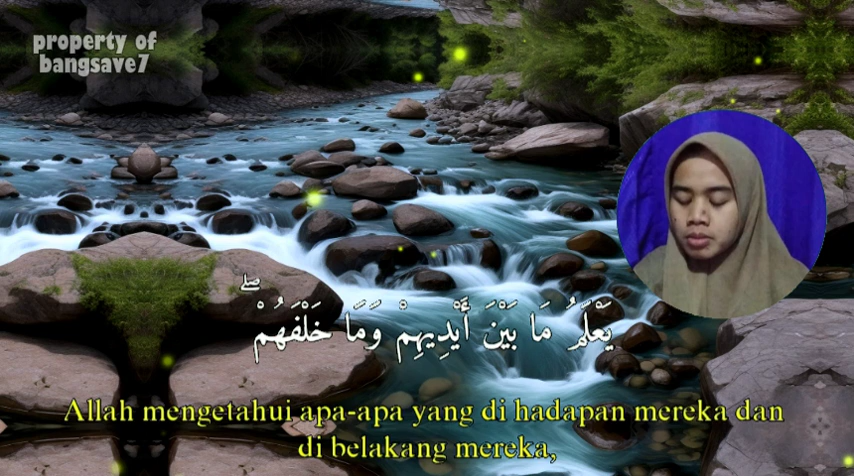 property of
bangsave7
يَعْلَمُ مَا بَيْنَ أَيْدِيهِمْ وَمَا خَلْفَهُمْ ۖ
Allah mengetahui apa-apa yang di hadapan mereka dan
di belakang mereka,